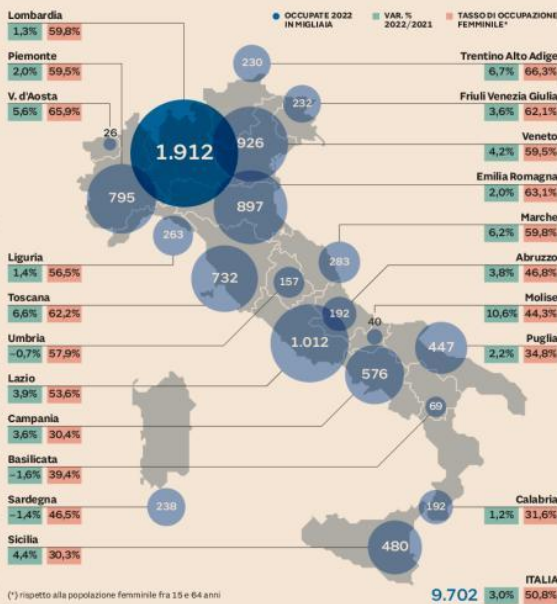 ● OCCUPATE 2022
IN MIGLIAIA
VAR. %
2022/2021
TASSO DI OCCUPAZIONE
FEMMINILE*
Lombardia
1,3% 59,8%
Piemonte
2,0% 59,5%
V. d'Aosta
5,6% 65,9%
Liguria
1,4% 56,5%
Toscana
6,6% 62,2%
Umbria
–0,7% 57,9%
Lazio
3,9% 53,6%
Campania
3,6% 30,4%
Basilicata
–1,6% 39,4%
Sardegna
–1,4% 46,5%
Sicilia
4,4% 30,3%
230
232
26
1.912
926
795
897
263
283
732
157
192
40
1.012
447
576
69
238
192
480
Trentino Alto Adige
6,7% 66,3%
Friuli Venezia Giulia
3,6% 62,1%
Veneto
4,2% 59,5%
Emilia Romagna
2,0% 63,1%
Marche
6,2% 59,8%
Abruzzo
3,8% 46,8%
Molise
10,6% 44,3%
Puglia
2,2% 34,8%
Calabria
1,2% 31,6%
ITALIA
9.702 3,0% 50,8%
(*) rispetto alla popolazione femminile fra 15 e 64 anni